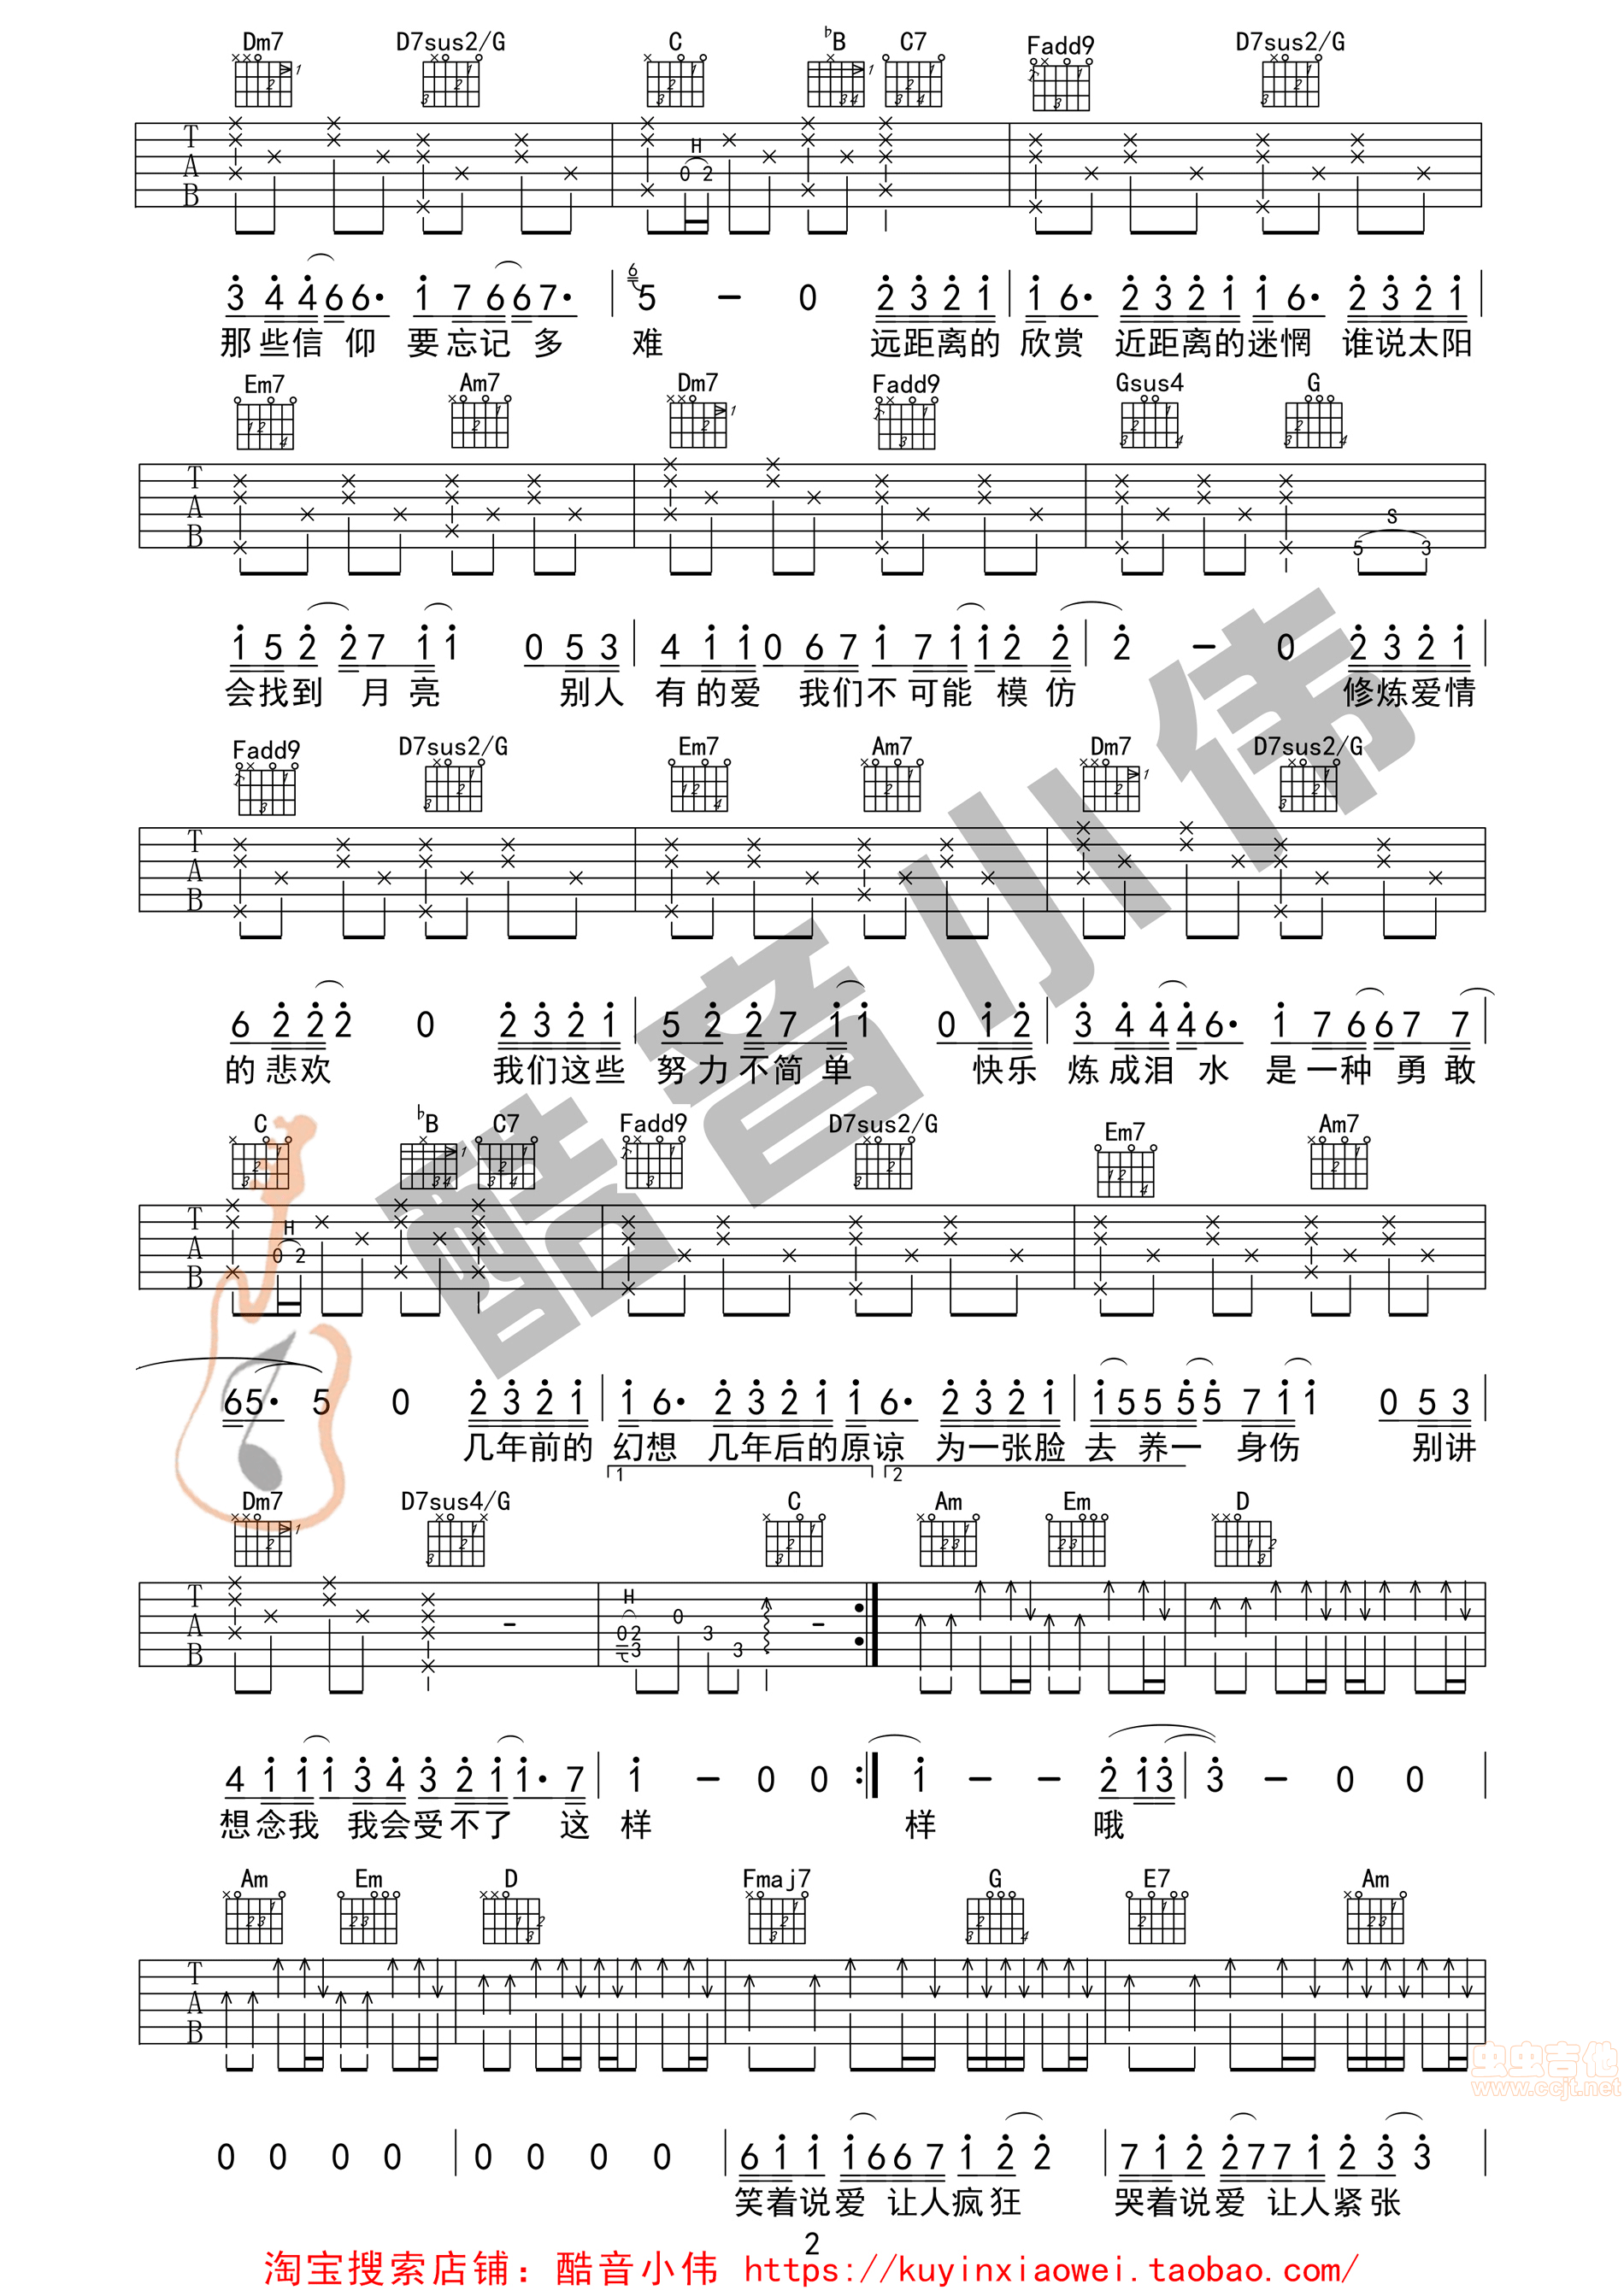 Dm7 D7sus2/G C ♭B C7 Fadd9 D7sus2/G
T A B H 0 2
3 4 4 6 6· 1 7 6 6 7· | 6 5 - 0 2 3 2 1 | 1 6· 2 3 2 1 1 6· 2 3 2 1 |
那些信 仰 要忘记 多 难 远距离的 欣赏 近距离的迷惘 谁说太阳
Em7 Am7 Dm7 Fadd9 Gsus4 G
T A B S 5 3
1 5 2 2 7 1 1 0 5 3 | 4 1 1 0 6 7 1 7 1 1 2 2 | 2 - 0 2 3 2 1 |
会找到 月 亮 别人 有的爱 我们不可能 模 仿 修炼爱情
Fadd9 D7sus2/G Em7 Am7 Dm7 D7sus2/G
T A B
6 2 2 2 0 2 3 2 1 | 5 2 2 7 1 1 0 1 2 | 3 4 4 4 6· 1 7 6 6 7 7 |
的悲欢 我们这些 努力不简 单 快乐 炼成泪 水 是一种 勇 敢
C ♭B C7 Fadd9 D7sus2/G Em7 Am7
T A B H 0 2
6 5· 5 0 2 3 2 1 | 1 6· 2 3 2 1 1 6· 2 3 2 1 | 1 5 5 5 5 7 1 1 0 5 3 |
几年前的 幻想 几年后的原谅 为一张脸 去 养一 身伤 别讲
1 2
Dm7 D7sus4/G C Am Em D
T A B - H 0 2 3 0 3 3 -
4 1 1 1 3 4 3 2 1 1· 7 | 1 - 0 0 :| 1 - - 2 1 3 | 3 - 0 0 |
想念我 我会受不了 这 样 样 哦
Am Em D Fmaj7 G E7 Am
T A B
0 0 0 0 | 0 0 0 0 | 6 1 1 1 6 6 7 1 2 2 | 7 1 2 2 7 7 1 2 3 3 |
笑着说爱 让人疯狂 哭着说爱 让人紧张
2
淘宝搜索店铺：酷音小伟 https://kuyinxiaowei.taobao.com/
酷音小伟
虫虫吉他
www.ccjt.net